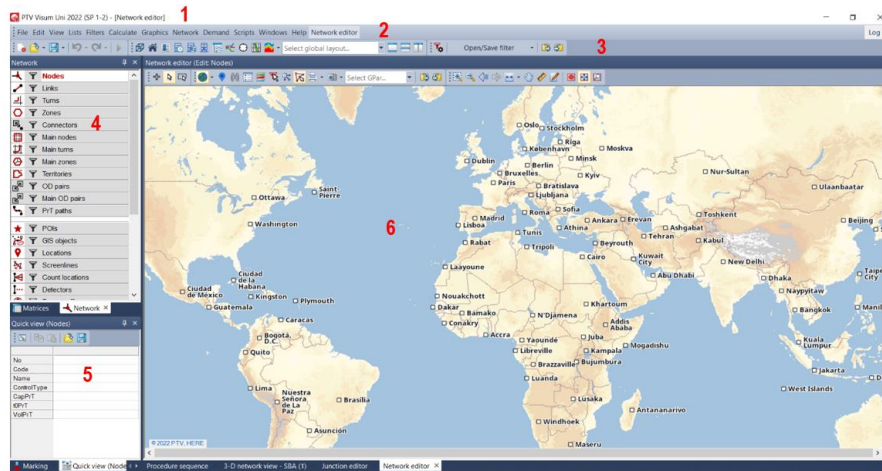 PTV Visum Uni 2022 (SP 1-2) - [Network editor]
1
File Edit View Lists Filters Calculate Graphics Network Demand Scripts Windows Help Network editor
2
Log
Select global layout...
Open/Save filter
3
Network
Network editor (Edit: Nodes)
Nodes
Links
Turns
Zones
Connectors
4
Main nodes
Main turns
Main zones
Territories
OD pairs
Main OD pairs
PrT paths
POIs
GIS objects
Locations
Screenlines
Count locations
Detectors
Matrices
Network
Quick view (Nodes)
No
Code
Name
ControlType
CapPrT
t0PrT
VolPrT
5
Marking
Quick view (Node
Select GPar...
Oslo
Stockholm
Riga
København
Moskva
Dublin
Minsk
Berlin
Bruxelles
Kyiv
Nur-Sultan
Paris
Bratislava
Ulaanbaatar
Ljubljana
Ottawa
Saint-Pierre
Roma
Sofia
Toshkent
Madrid
Ankara
Erevan
Beijing
Washington
6
Lisboa
Athina
Ashgabat
Tunis
Tehran
Kabul
Rabat
Tripoli
Beyrouth
Cairo
Kuwait City
New Delhi
Laayoune
Abu Dhabi
Taipe
City
Ciudad de la Habana
Dhaka
Ciudad de México
Kingston
Plymouth
Nouakchott
Khartoum
Naypyitaw
Guatemala
Dakar
Bamako
N'Djamena
Bangkok
Manil
Caracas
Conakry
Addis Ababa
Bogotá, D.C.
Accra
Yaoundé
Juba
Mogadishu
Kuala Lumpur
Quito
Libreville
Kampala
Brazzaville
Bujumbura
Jakarta
Luanda
Lima
Nuestra Señora de La Paz
Brasília
Lusaka
West Islands
Antananarivo
Windhoek
Asunción
Maseru
© 2022 PTV, HERE
Procedure sequence
3-D network view - SBA (1)
Junction editor
Network editor